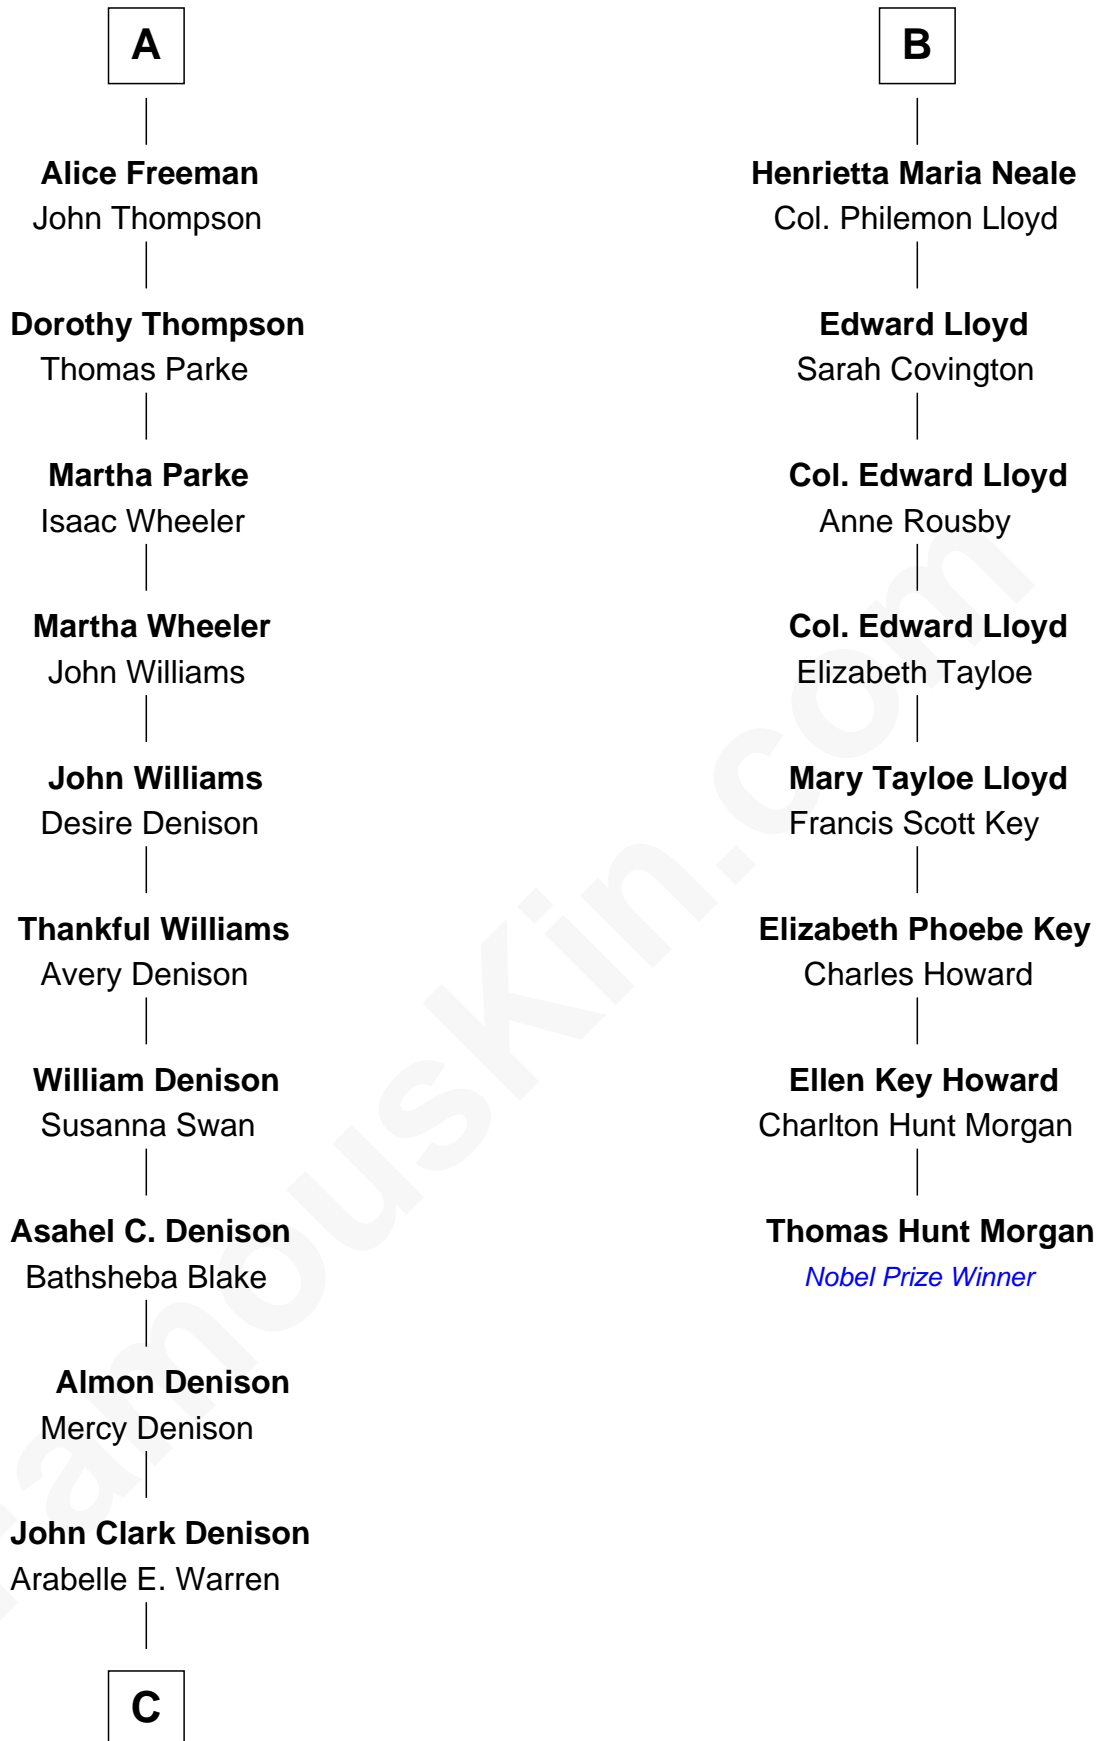 A
Alice Freeman
John Thompson
Dorothy Thompson
Thomas Parke
Martha Parke
Isaac Wheeler
Martha Wheeler
John Williams
John Williams
Desire Denison
Thankful Williams
Avery Denison
William Denison
Susanna Swan
Asahel C. Denison
Bathsheba Blake
Almon Denison
Mercy Denison
John Clark Denison
Arabelle E. Warren
C
B
Henrietta Maria Neale
Col. Philemon Lloyd
Edward Lloyd
Sarah Covington
Col. Edward Lloyd
Anne Rousby
Col. Edward Lloyd
Elizabeth Tayloe
Mary Tayloe Lloyd
Francis Scott Key
Elizabeth Phoebe Key
Charles Howard
Ellen Key Howard
Charlton Hunt Morgan
Thomas Hunt Morgan
Nobel Prize Winner
FamousKin.com